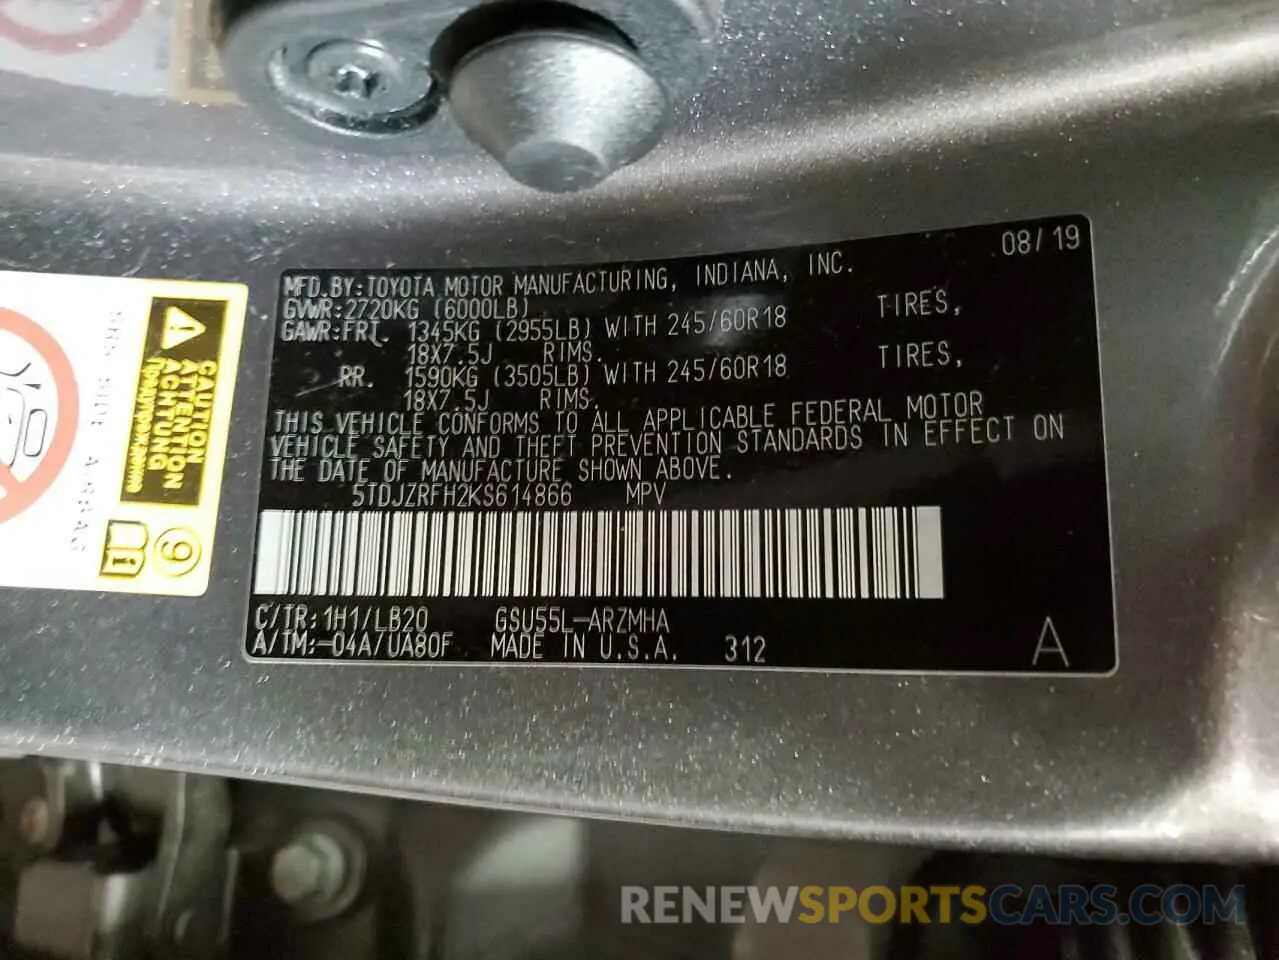 08/19
MFD.BY:TOYOTA MOTOR MANUFACTURING, INDIANA, INC.
GVWR:2720KG (6000LB)
GAWR:FRT. 1345KG (2955LB) WITH 245/60R18 TIRES,
18X7.5J RIMS.
RR. 1590KG (3505LB) WITH 245/60R18 TIRES,
18X7.5J RIMS.
THIS VEHICLE CONFORMS TO ALL APPLICABLE FEDERAL MOTOR
VEHICLE SAFETY AND THEFT PREVENTION STANDARDS IN EFFECT ON
THE DATE OF MANUFACTURE SHOWN ABOVE.
5TDJZRFH2KS614866 MPV
C/TR:1H1/LB20 GSU55L-ARZMHA
A/TM:-04A/UA80F MADE IN U.S.A. 312
A
CAUTION
ATTENTION
ACHTUNG
SRS SIDE AIRBAG
9
RENEWSPORTSCARS.COM